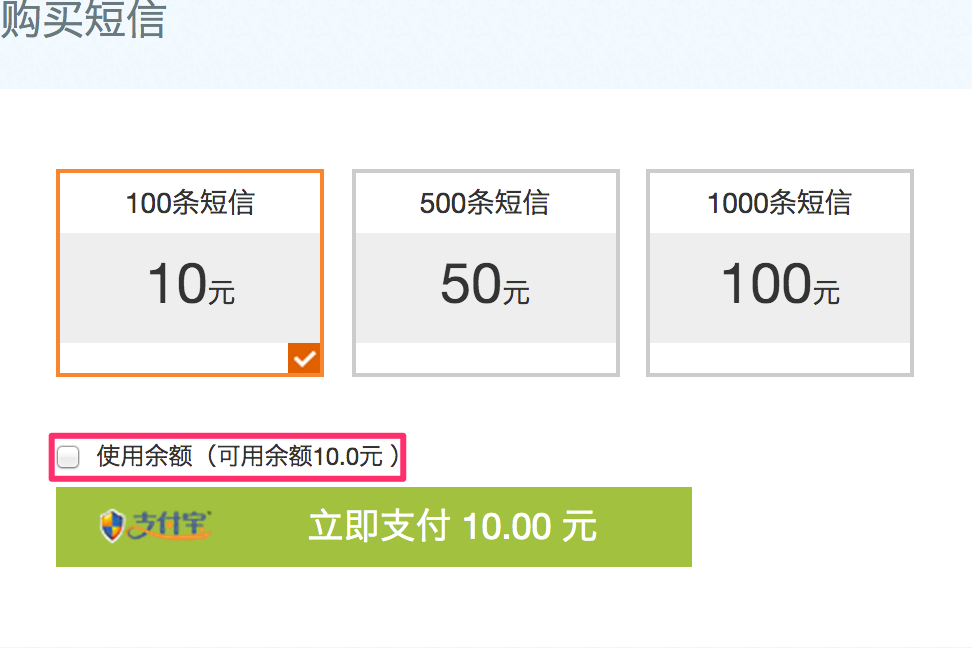 购买短信
100条短信
10元
500条短信
50元
1000条短信
100元
使用余额（可用余额10.0元 ）
支付宝 立即支付 10.00 元